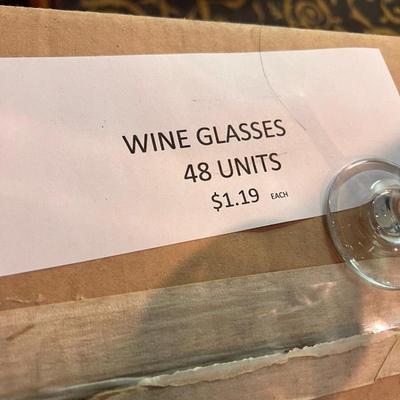 WINE GLASSES
48 UNITS
$1.19 EACH